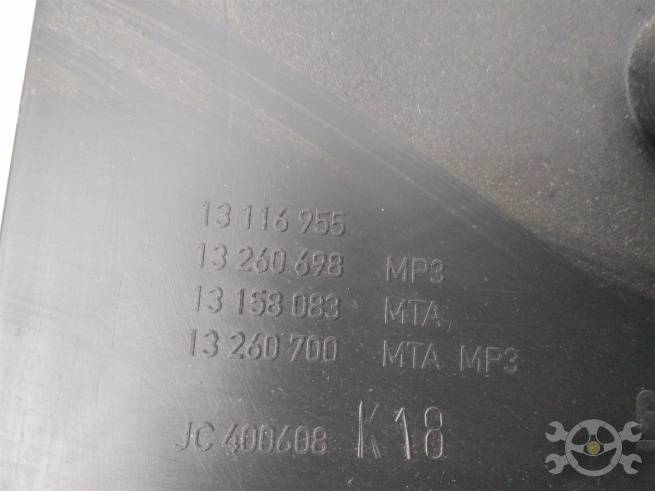 13 116 955
13 260 698 MP3
13 158 083 MTA
13 260 700 MTA MP3
JC 400608 K18